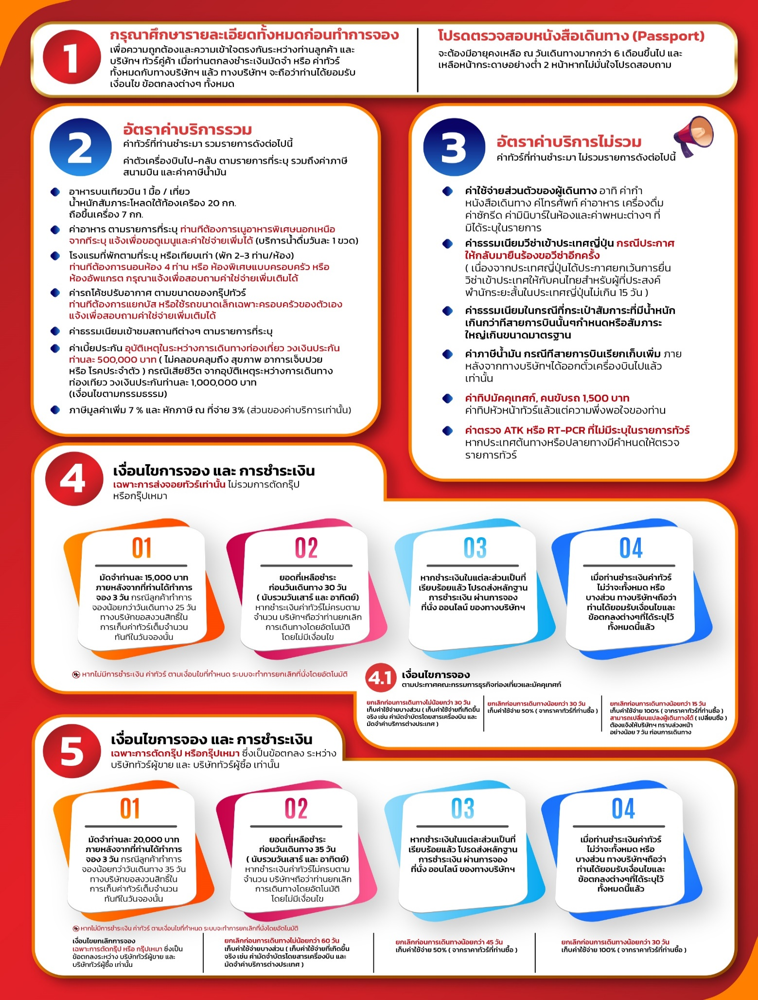 1
กรุณาศึกษารายละเอียดทั้งหมดก่อนทำการจอง
เพื่อความถูกต้องและความเข้าใจตรงกันระหว่างท่านลูกค้า และ
บริษัทฯ ทัวร์คู่ค้า เมื่อท่านตกลงชำระเงินมัดจำ หรือ ค่าทัวร์
ทั้งหมดกับทางบริษัทฯ แล้ว ทางบริษัทฯ จะถือว่าท่านได้ยอมรับ
เงื่อนไข ข้อตกลงต่างๆ ทั้งหมด
โปรดตรวจสอบหนังสือเดินทาง (Passport)
จะต้องมีอายุคงเหลือ ณ วันเดินทางมากกว่า 6 เดือนขึ้นไป และ
เหลือหน้ากระดาษอย่างต่ำ 2 หน้าหากไม่มั่นใจโปรดสอบถาม
2
อัตราค่าบริการรวม
ค่าทัวร์ที่ท่านชำระมา รวมรายการดังต่อไปนี้
ค่าตัวเครื่องบินไป-กลับ ตามรายการที่ระบุ รวมถึงค่าภาษี
สนามบิน และค่าคาษีน้ำมัน
อาหารบนเทียวบิน 1 มื้อ / เที่ยว
น้ำหนักสัมภาระโหลดใต้ท้องเครือง 20 กก.
ถือขึ้นเครื่อง 7 กก.
ค่าอาหาร ตามรายการที่ระบุ ท่านทีต้องการเนูอาหารพิเศษนอกเหนือ
จากทีระบุ แจ้งเพื่อขอดูเมนูและค่าใช่จ่ายเพิ่มได้ (บริการน้ำดื่มวันละ 1 ขวด)
โรงแรมที่พักตามที่ระบุ หรือเทียบเท่า (พัก 2-3 ท่าน/ห้อง)
ท่านทีต้องการนอนห้อง 4 ท่าน หรือ ห้องพิเศษแบบครอบครัว หรือ
ห้องอัพแกรต กรุณาแจ้งเพื่อสอบถามค่าใช่จ่ายเพิ่มเติมได้
ค่ารถโค้ชปรับอากาศ ตามขนาดของกรุ๊ปทัวร์
ท่านทีต้องการแยกบัส หรือใช้รถขนาดเล็กเฉพาะครอบครัวของตัวเอง
แจ้งเพื่อสอบถามค่าใช่จ่ายเพิ่มเติมได้
ค่าธรรมเนียมเข้าชมสถานทีต่างๆ ตามรายการที่ระบุ
ค่าเบี้ยประกัน อุบัติเหตุในระหว่างการเดินทางท่องเที่ยว วงเงินประกัน
ท่านละ 500,000 บาท ( ไม่คลอบคลุมถึง สุขภาพ อาการเจ็บปวย
หรือ โรคประจำตัว ) กรณีเสียชีวิต จากอุบัติเหตุระหว่างการเดินทาง
ท่องเทียว วงเงินประกันท่านละ 1,000,000 บาท
(เงื่อนไขตามกรรมธรรม)
ภาษีมูลค่าเพิ่ม 7 % และ หักภาษี ณ ที่จ่าย 3% (ส่วนของค่าบริการเท่านั้น)
3
อัตราค่าบริการไม่รวม
ค่าทัวร์ที่ท่านชำระมา ไม่รวมรายการดังต่อไปนี้
ค่าใช้จ่ายส่วนตัวของผู้เดินทาง อาทิ ค่ากำ
หนังสือเดินทาง ค่โทรศัพท์ ค่าอาหาร เครื่องดื่ม
ค่าซักรีด ค่ามินิบาร์ในห้องและค่าพหนะต่างๆ ที่
มิได้ระบุในรายการ
ค่าธรรมเนียมวีซ่าเข้าประเทศญี่ปุ่น กรณีประกาศ
ให้กลับมายืนร้องขอวีซ่าอีกครั้ง
( เนื่องจากประเทศญี่ปุ่นได้ประกาศยกเว้นการยื่น
วิซ่าเข้าประเทศให้กับคนไทยสำหรับผู้ที่ประสงค์
พำนักระยะสั้นในประเทศญี่ปุ่นไม่เกิน 15 วัน )
ค่าธรรมเนียมในกรณีที่กระเป๋าสัมการะที่มีน้ำหนัก
เกินกว่าทีสายการบินนั้นๆกำหนดหรือสัมภาระ
ใหญ่เกินขนาดมาตรฐาน
ค่าภาษีน้ำมัน กรณีทีสายการบินเรียกเก็บเพิ่ม ภาย
หลังจากทางบริษัทฯได้ออกตั๋วเครื่องบินไปแล้ว
เท่านั้น
ค่าทิปมัคคุเทศก์, คนขับรถ 1,500 บาท
ค่าทิปหัวหน้าทัวร์แล้วแต่ความพึ่งพอใจของท่าน
ค่าตรวจ ATK หรือ RT-PCR ที่ไม่มีระบุในรายการทัวร์
หากประเทศต้นทางหรือปลายทางมีกำหนดให้ตรวจ
รายการทัวร์
4
เงื่อนไขการจอง และ การชำระเงิน
เฉพาะการส่งจอยทัวร์เท่านั้น ไม่รวมการตัดกรุ๊ป
หรือกรุ๊ปเหมา
01
มัดจำท่านละ 15,000 บาท
ภายหลังจากที่ท่านได้ทำการ
จอง 3 วัน กรณีลูกค้าทำการ
จองน้อยกว่าวันเดินทาง 25 วัน
ทางบริษัทขอสงวนสิทธิ์ใน
การเก็บค่าทัวร์เต็มจำนวน
ทันทีในวันจองนั้น
02
ยอดที่เหลือชำระ
ก่อนวันเดินทาง 30 วัน
( นับรวมวันเสาร์ และ อาทิตย์)
หากชำระเงินค่าทัวร์ไม่ครบตาม
จำนวน บริษัทฯถือว่าท่านยกเลิก
การเดินทางโดยอัตโนมัติ
โดยไม่มีเงื่อนไข
03
หากชำระเงินในแต่ละส่วนเป็นที่
เรียบร้อยแล้ว โปรดส่งหลักฐาน
การชำระเงิน ผ่านการจอง
ที่นั่ง ออนไลน์ ของทางบริษัทฯ
04
เมื่อท่านชำระเงินค่าทัวร์
ไม่ว่าจะทั้งหมด หรือ
บางส่วน ทางบริษัทฯถือว่า
ท่านได้ยอมรับเงื่อนไขและ
ข้อตกลงต่างๆที่ได้ระบุไว้
ทั้งหมดนี้แล้ว
หากไม่มีการชำระเงิน ค่าทัวร์ ตามเงื่อนไขที่กำหนด ระบบจะทำการยกเลิกที่นั่งโดยอัตโนมัติ
4.1
เงื่อนไขการจอง
ตามประกาศคณะกรรมการธุรกิจท่องเที่ยวและมัคคุเทศก์
ยกเลิกก่อนการเดินทางไม่น้อยกว่า 30 วัน
เก็บค่าใช้จ่ายบางส่วน ( เก็บค่าใช้จ่ายที่เกิดขึ้น
จริง เช่น ค่ามัดจำบัตรโดยสารเครื่องบิน และ
มัดจำค่าบริการต่างประเทศ )
ยกเลิกก่อนการเดินทางน้อยกว่า 30 วัน
เก็บค่าใช้จ่าย 50% ( จากราคาทัวร์ที่ท่านซื้อ )
ยกเลิกก่อนการเดินทางน้อยกว่า 15 วัน
เก็บค่าใช้จ่าย 100% ( จากราคาทัวร์ที่ท่านซื้อ )
สามารถเปลี่ยนแปลงผู้เดินทางได้ ( เปลี่ยนชื่อ )
ต้องแจ้งให้บริษัทฯ ทราบล่วงหน้า
อย่างน้อย 7 วัน ก่อนการเดินทาง
5
เงื่อนไขการจอง และ การชำระเงิน
เฉพาะการตัดกรุ๊ป หรือกรุ๊ปเหมา ซึ่งเป็นข้อตกลง ระหว่าง
บริษัททัวร์ผู้ขาย และ บริษัททัวร์ผู้ซื้อ เท่านั้น
01
มัดจำท่านละ 20,000 บาท
ภายหลังจากที่ท่านได้ทำการ
จอง 3 วัน กรณีลูกค้าทำการ
จองน้อยกว่าวันเดินทาง 35 วัน
ทางบริษัทขอสงวนสิทธิ์ใน
การเก็บค่าทัวร์เต็มจำนวน
ทันทีในวันจองนั้น
02
ยอดที่เหลือชำระ
ก่อนวันเดินทาง 35 วัน
( นับรวมวันเสาร์ และ อาทิตย์)
หากชำระเงินค่าทัวร์ไม่ครบตาม
จำนวน บริษัทฯถือว่าท่านยกเลิก
การเดินทางโดยอัตโนมัติ
โดยไม่มีเงื่อนไข
03
หากชำระเงินในแต่ละส่วนเป็นที่
เรียบร้อยแล้ว โปรดส่งหลักฐาน
การชำระเงิน ผ่านการจอง
ที่นั่ง ออนไลน์ ของทางบริษัทฯ
04
เมื่อท่านชำระเงินค่าทัวร์
ไม่ว่าจะทั้งหมด หรือ
บางส่วน ทางบริษัทฯถือว่า
ท่านได้ยอมรับเงื่อนไขและ
ข้อตกลงต่างๆที่ได้ระบุไว้
ทั้งหมดนี้แล้ว
หากไม่มีการชำระเงิน ค่าทัวร์ ตามเงื่อนไขที่กำหนด ระบบจะทำการยกเลิกที่นั่งโดยอัตโนมัติ
เงื่อนไขยกเลิกการจอง
เฉพาะการตัดกรุ๊ป หรือ กรุ๊ปเหมา ซึ่งเป็น
ข้อตกลงระหว่าง บริษัททัวร์ผู้ขาย และ
บริษัททัวร์ผู้ซื้อ เท่านั้น
ยกเลิกก่อนการเดินทางไม่น้อยกว่า 60 วัน
เก็บค่าใช้จ่ายบางส่วน ( เก็บค่าใช้จ่ายที่เกิดขึ้น
จริง เช่น ค่ามัดจำบัตรโดยสารเครื่องบิน และ
มัดจำค่าบริการต่างประเทศ )
ยกเลิกก่อนการเดินทางน้อยกว่า 45 วัน
เก็บค่าใช้จ่าย 50% ( จากราคาทัวร์ที่ท่านซื้อ )
ยกเลิกก่อนการเดินทางน้อยกว่า 30 วัน
เก็บค่าใช้จ่าย 100% ( จากราคาทัวร์ที่ท่านซื้อ )